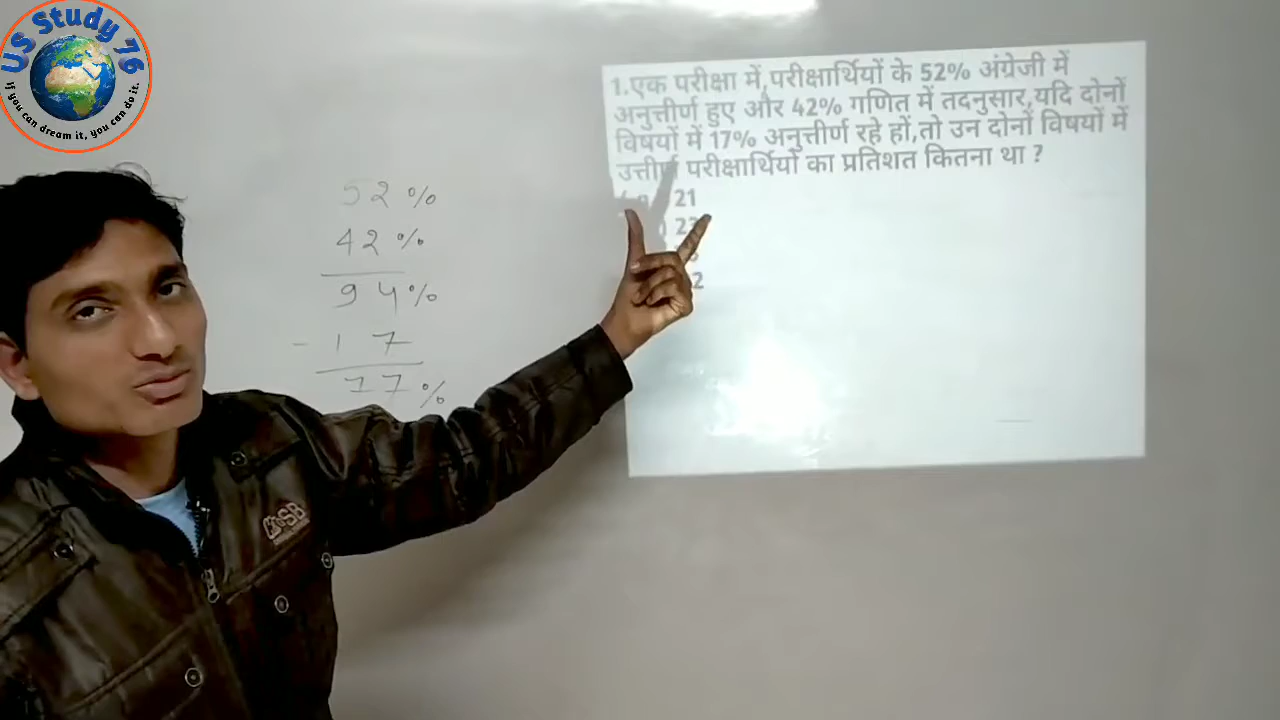 US Study 76
If you can dream it, you can do it.
1.एक परीक्षा में,परीक्षार्थियों के 52% अंग्रेजी में
अनुत्तीर्ण हुए और 42% गणित में तदनुसार,यदि दोनों
विषयों में 17% अनुत्तीर्ण रहे हों,तो उन दोनों विषयों में
उत्तीर्ण परीक्षार्थियों का प्रतिशत कितना था ?
21
52 %
42 %
94 %
- 17
77 %